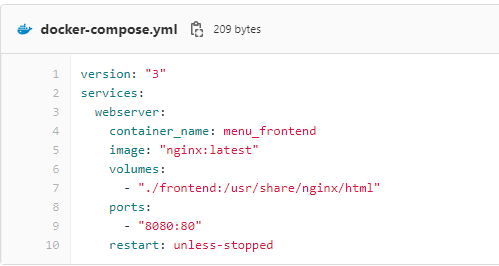 docker-compose.yml 209 bytes
1 version: "3"
2 services:
3   webserver:
4     container_name: menu_frontend
5     image: "nginx:latest"
6     volumes:
7       - "./frontend:/usr/share/nginx/html"
8     ports:
9       - "8080:80"
10     restart: unless-stopped